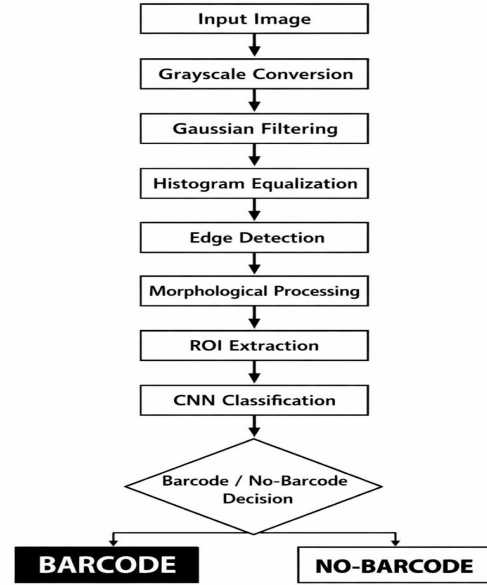 Input Image
Grayscale Conversion
Gaussian Filtering
Histogram Equalization
Edge Detection
Morphological Processing
ROI Extraction
CNN Classification
Barcode / No-Barcode
Decision
BARCODE
NO-BARCODE